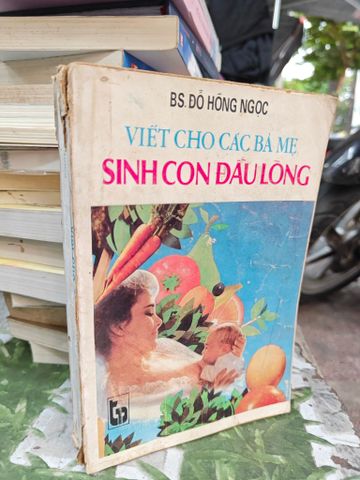 BS. ĐỖ HỒNG NGỌC
VIẾT CHO CÁC BÀ MẸ
SINH CON ĐẦU LÒNG